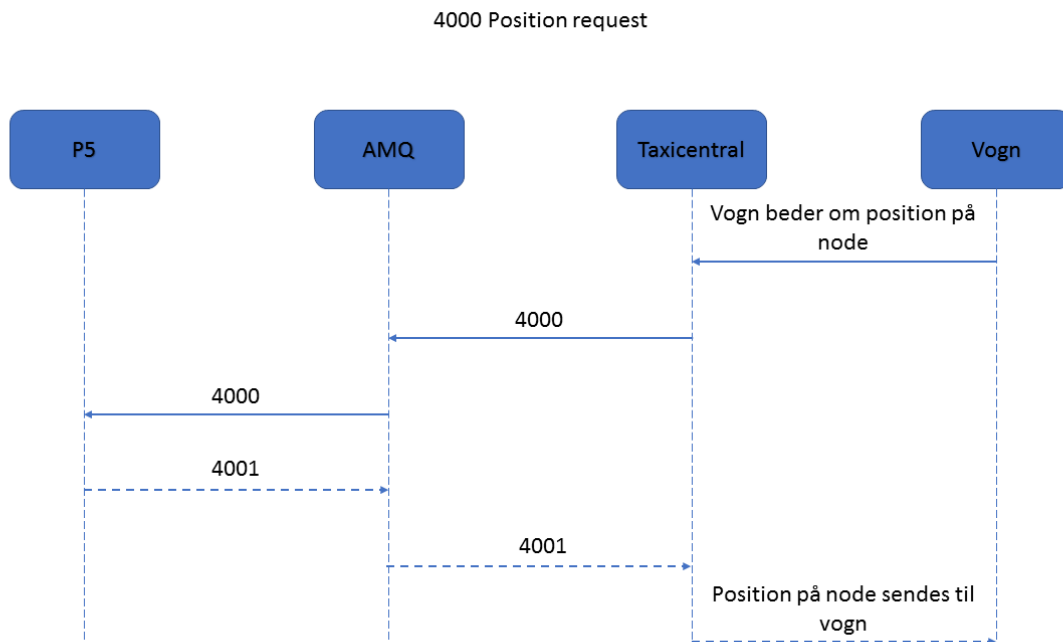 4000 Position request
P5
AMQ
Taxicentral
Vogn
Vogn beder om position på
node
4000
4000
4001
4001
Position på node sendes til
vogn